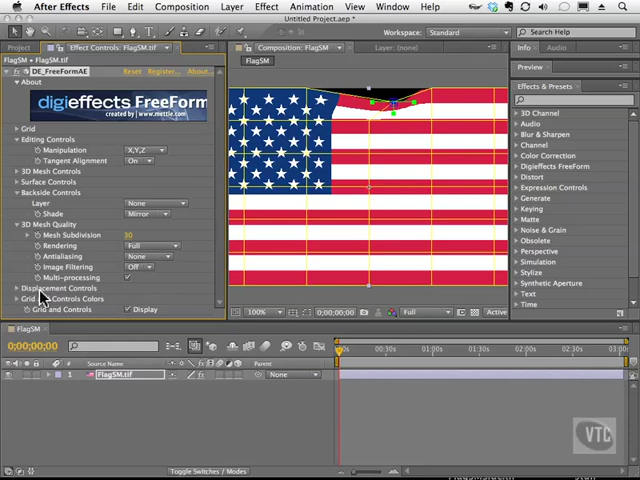 After Effects File Edit Composition Layer Effect Animation View Window Help
Untitled Project.aep *
Workspace: Standard Search Help
Project Effect Controls: FlagSM.tif Composition: FlagSM Layer: (none) Info Audio
FlagSM • FlagSM.tif
FlagSM
Preview
DE_FreeFormAE Reset Register... About...
About
Effects & Presets
digieffects FreeForm
created by | www.mettle.com
Grid
Editing Controls
Manipulation X,Y,Z
Tangent Alignment On
3D Mesh Controls
Surface Controls
Backside Controls
Layer None
Shade Mirror
3D Mesh Quality
Mesh Subdivision 30
Rendering Full
Antialiasing None
Image Filtering Off
Multi-processing
Displacement Controls
Grid and Controls Colors
Grid and Controls Display
3D Channel
Audio
Blur & Sharpen
Channel
Color Correction
DigiEffects FreeForm
Distort
Expression Controls
Generate
Keying
Matte
Noise & Grain
Obsolete
Perspective
Simulation
Stylize
Synthetic Aperture
Text
Time
100% 0;00;00;00 Full Active
FlagSM
0;00;00;00
00:30s 01:00s 01:30s 02:00s 02:30s 03:00
# Source Name Parent
1 FlagSM.tif None
VTC
Toggle Switches / Modes